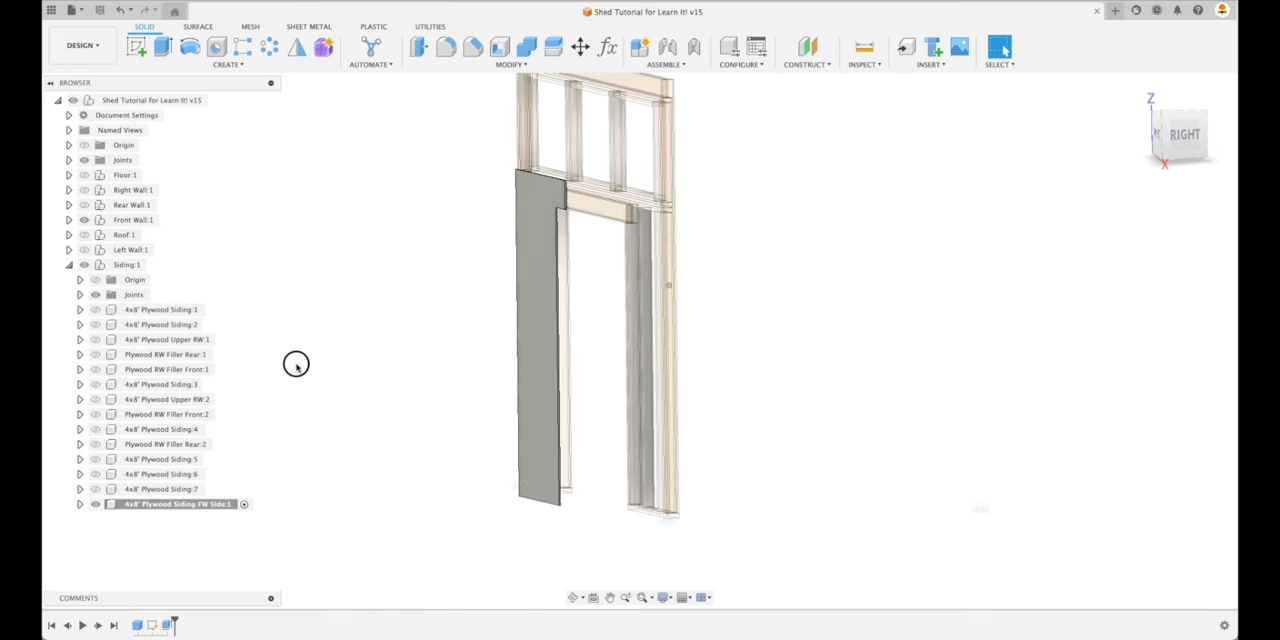 Shed Tutorial for Learn It! v15
SOLID SURFACE MESH SHEET METAL PLASTIC UTILITIES
DESIGN
CREATE AUTOMATE MODIFY ASSEMBLE CONFIGURE CONSTRUCT INSPECT INSERT SELECT
BROWSER
Shed Tutorial for Learn It! v15
Document Settings
Named Views
Origin
Joints
Floor:1
Right Wall:1
Rear Wall:1
Front Wall:1
Roof:1
Left Wall:1
Siding:1
Origin
Joints
4x8' Plywood Siding:1
4x8' Plywood Siding:2
4x8' Plywood Upper RW:1
Plywood RW Filler Rear:1
Plywood RW Filler Front:1
4x8' Plywood Siding:3
4x8' Plywood Upper RW:2
Plywood RW Filler Front:2
4x8' Plywood Siding:4
Plywood RW Filler Rear:2
4x8' Plywood Siding:5
4x8' Plywood Siding:6
4x8' Plywood Siding:7
4x8' Plywood Siding FW Side:1
Z
RIGHT
X
COMMENTS